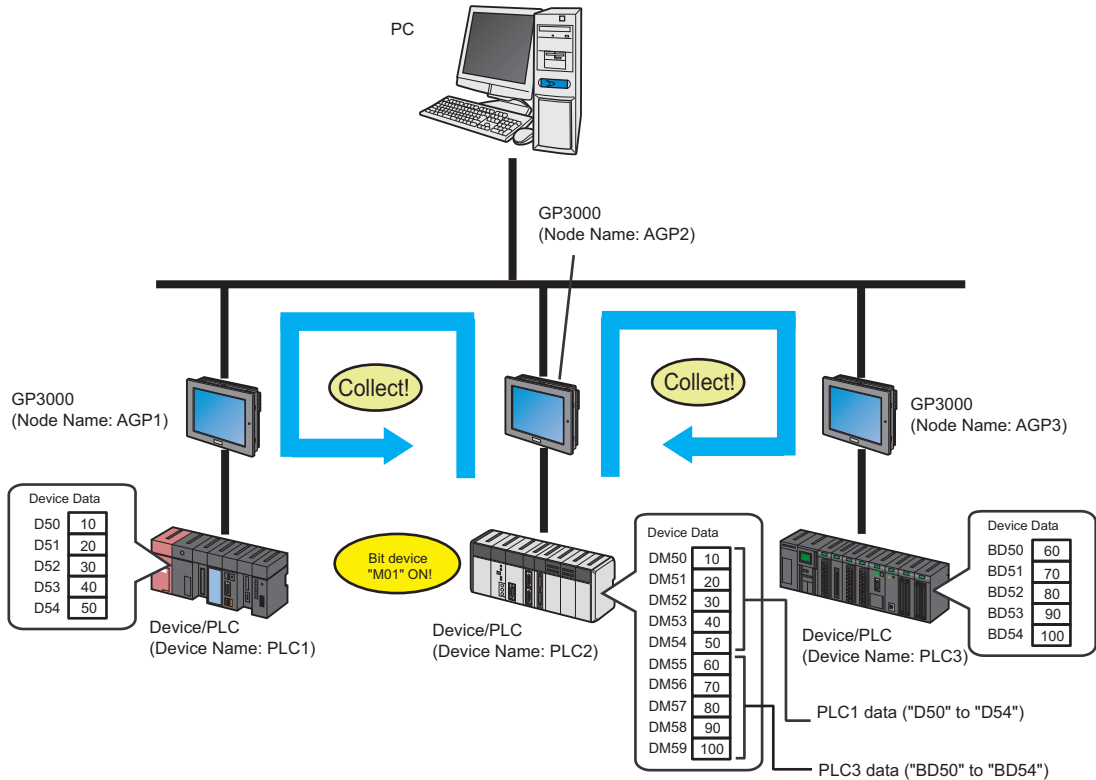 PC
GP3000
(Node Name: AGP2)
Collect!
Collect!
GP3000
(Node Name: AGP1)
GP3000
(Node Name: AGP3)
Device Data
D50 10
D51 20
D52 30
D53 40
D54 50
Device/PLC
(Device Name: PLC1)
Bit device
"M01" ON!
Device/PLC
(Device Name: PLC2)
Device Data
DM50 10
DM51 20
DM52 30
DM53 40
DM54 50
DM55 60
DM56 70
DM57 80
DM58 90
DM59 100
Device/PLC
(Device Name: PLC3)
Device Data
BD50 60
BD51 70
BD52 80
BD53 90
BD54 100
PLC1 data ("D50" to "D54")
PLC3 data ("BD50" to "BD54")